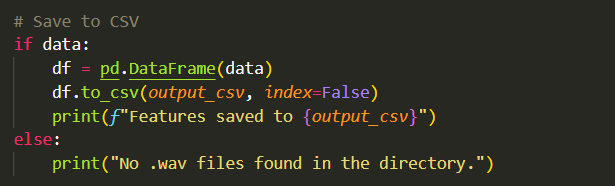 # Save to CSV
if data:
    df = pd.DataFrame(data)
    df.to_csv(output_csv, index=False)
    print(f"Features saved to {output_csv}")
else:
    print("No .wav files found in the directory.")